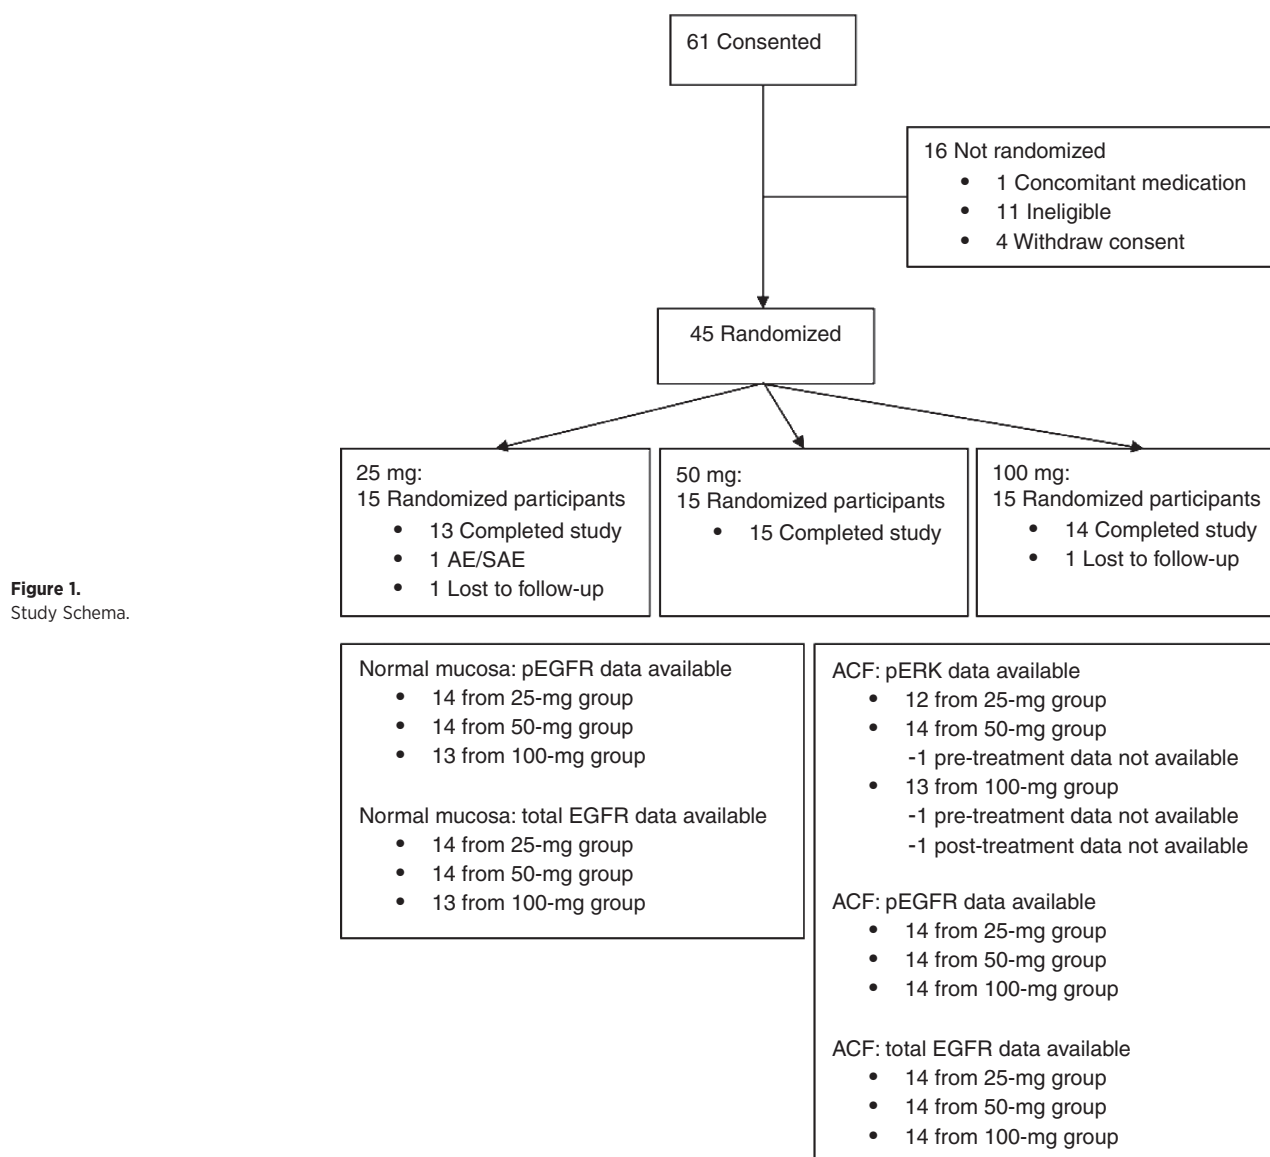 61 Consented
16 Not randomized
• 1 Concomitant medication
• 11 Ineligible
• 4 Withdraw consent
45 Randomized
25 mg:
15 Randomized participants
• 13 Completed study
• 1 AE/SAE
• 1 Lost to follow-up
50 mg:
15 Randomized participants
• 15 Completed study
100 mg:
15 Randomized participants
• 14 Completed study
• 1 Lost to follow-up
Figure 1.
Study Schema.
Normal mucosa: pEGFR data available
• 14 from 25-mg group
• 14 from 50-mg group
• 13 from 100-mg group
Normal mucosa: total EGFR data available
• 14 from 25-mg group
• 14 from 50-mg group
• 13 from 100-mg group
ACF: pERK data available
• 12 from 25-mg group
• 14 from 50-mg group
-1 pre-treatment data not available
• 13 from 100-mg group
-1 pre-treatment data not available
-1 post-treatment data not available
ACF: pEGFR data available
• 14 from 25-mg group
• 14 from 50-mg group
• 14 from 100-mg group
ACF: total EGFR data available
• 14 from 25-mg group
• 14 from 50-mg group
• 14 from 100-mg group